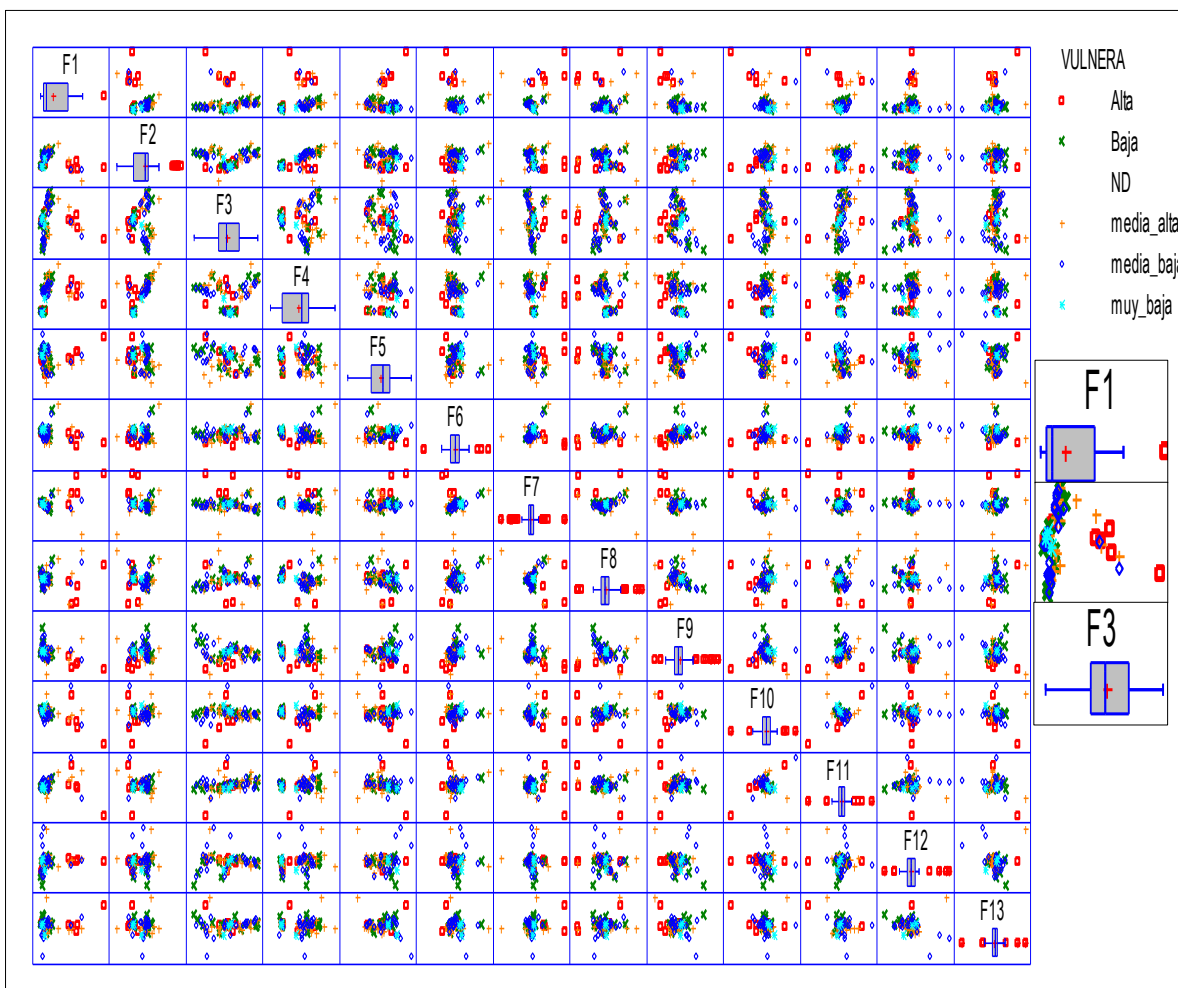 F1
F2
F3
F4
F5
F6
F7
F8
F9
F10
F11
F12
F13
VULNERA
Alta
Baja
ND
media_alta
media_baja
muy_baja
F1
F3